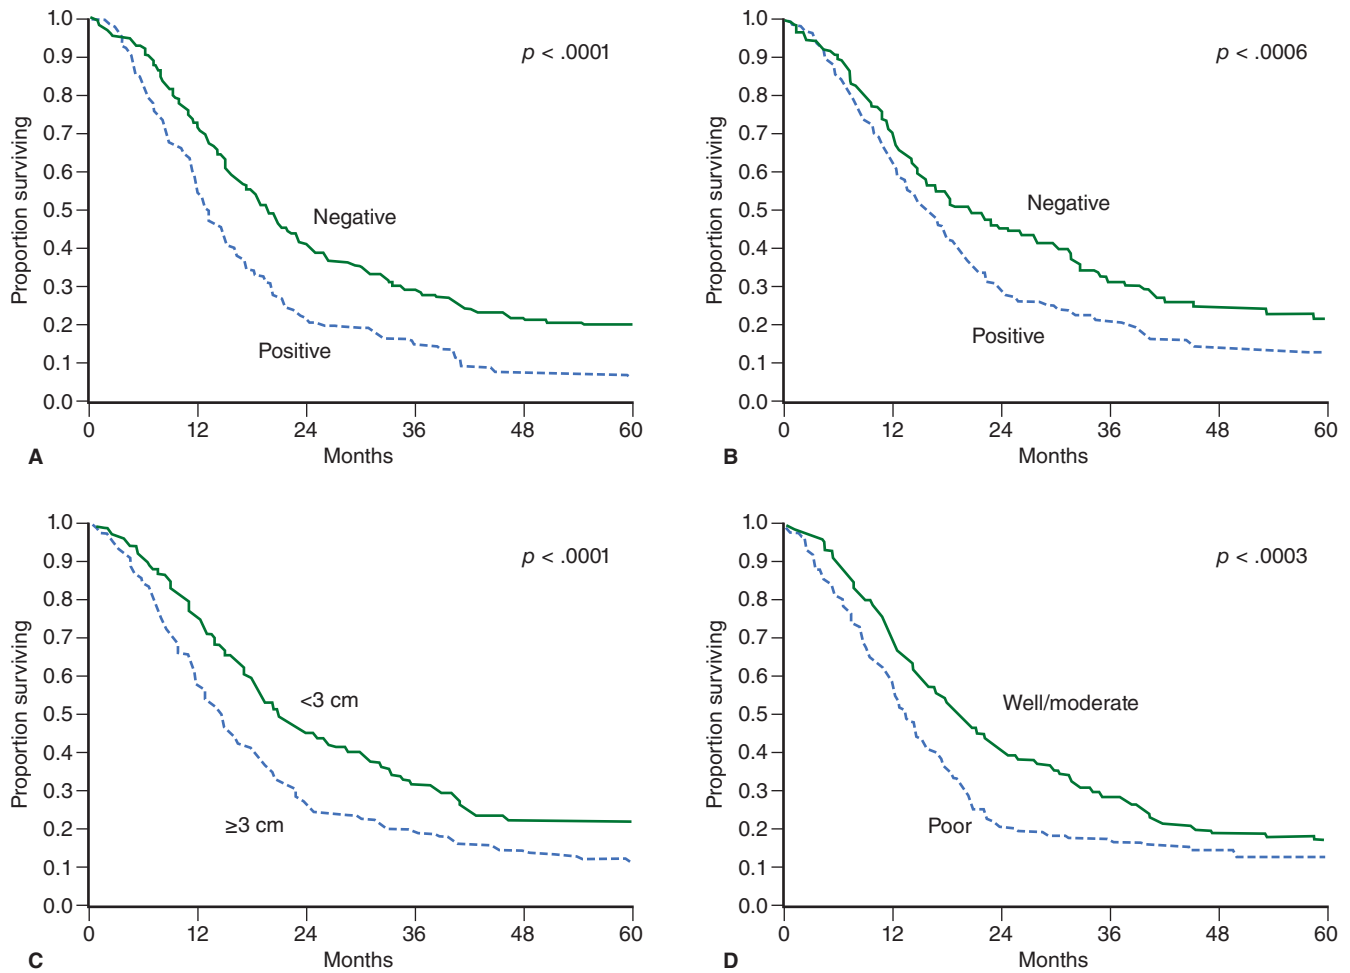 1.0
0.9
0.8
0.7
0.6
0.5
0.4
0.3
0.2
0.1
0.0
Proportion surviving
p < .0001
Negative
Positive
0 12 24 36 48 60
Months
A
1.0
0.9
0.8
0.7
0.6
0.5
0.4
0.3
0.2
0.1
0.0
Proportion surviving
p < .0006
Negative
Positive
0 12 24 36 48 60
Months
B
1.0
0.9
0.8
0.7
0.6
0.5
0.4
0.3
0.2
0.1
0.0
Proportion surviving
p < .0001
<3 cm
≥3 cm
0 12 24 36 48 60
Months
C
1.0
0.9
0.8
0.7
0.6
0.5
0.4
0.3
0.2
0.1
0.0
Proportion surviving
p < .0003
Well/moderate
Poor
0 12 24 36 48 60
Months
D